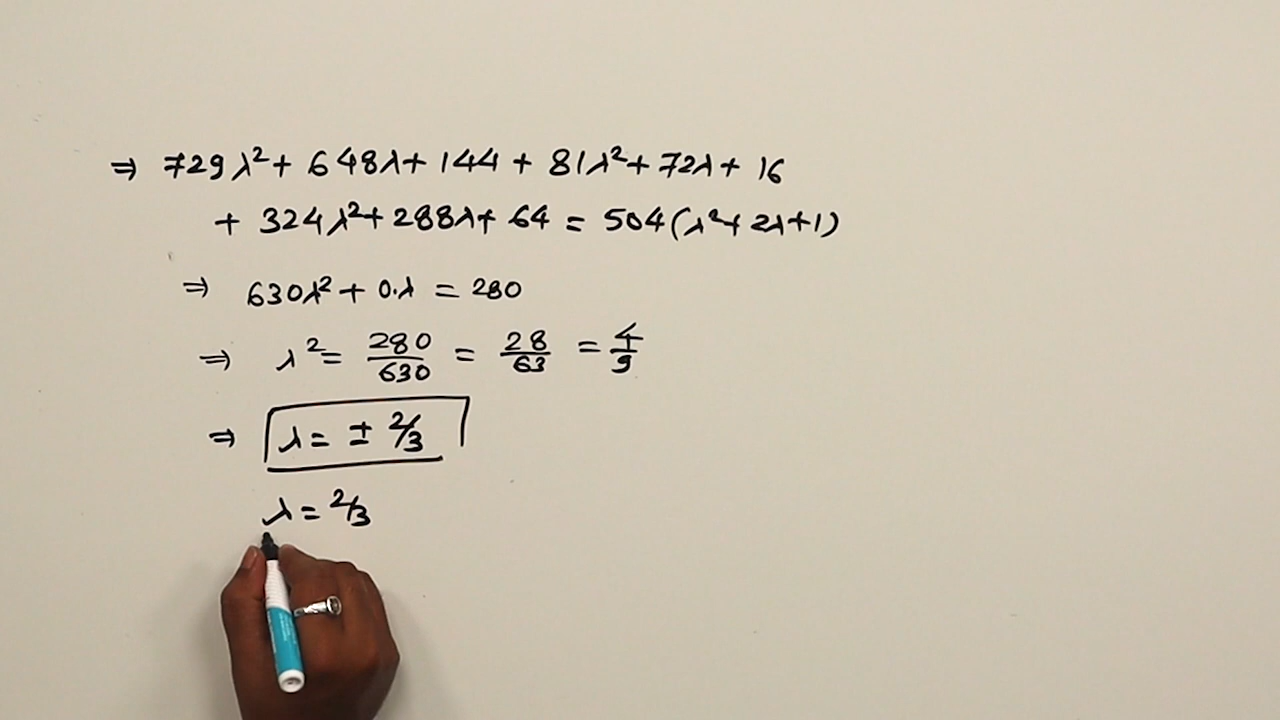 ⇒ 729λ² + 648λ + 144 + 81λ² + 72λ + 16
+ 324λ² + 288λ + 64 = 504(λ² + 2λ + 1)
⇒ 630λ² + 0.λ = 280
⇒ λ² = 280/630 = 28/63 = 4/9
⇒ λ = ± 2/3
λ = 2/3